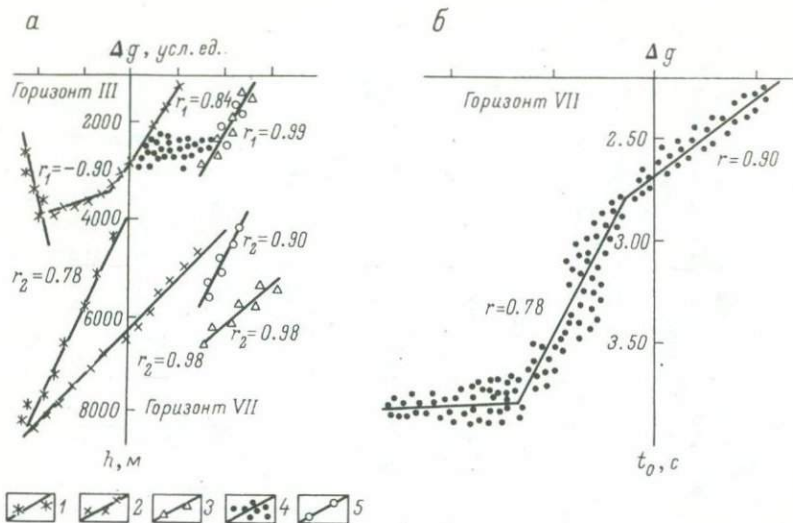 а
Δg, усл. ед.
Горизонт III
2000
4000
6000
8000
h, м
r₁=0.84
r₁=0.99
r₁=-0.90
r₂=0.78
r₂=0.90
r₂=0.98
r₂=0.98
Горизонт VII
б
Δg
Горизонт VII
2.50
3.00
3.50
r=0.90
r=0.78
t₀, с
1 2 3 4 5